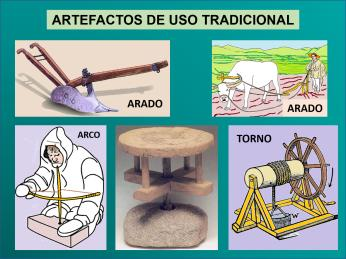 ARTEFACTOS DE USO TRADICIONAL
ARADO
ARADO
ARCO
TORNO
W